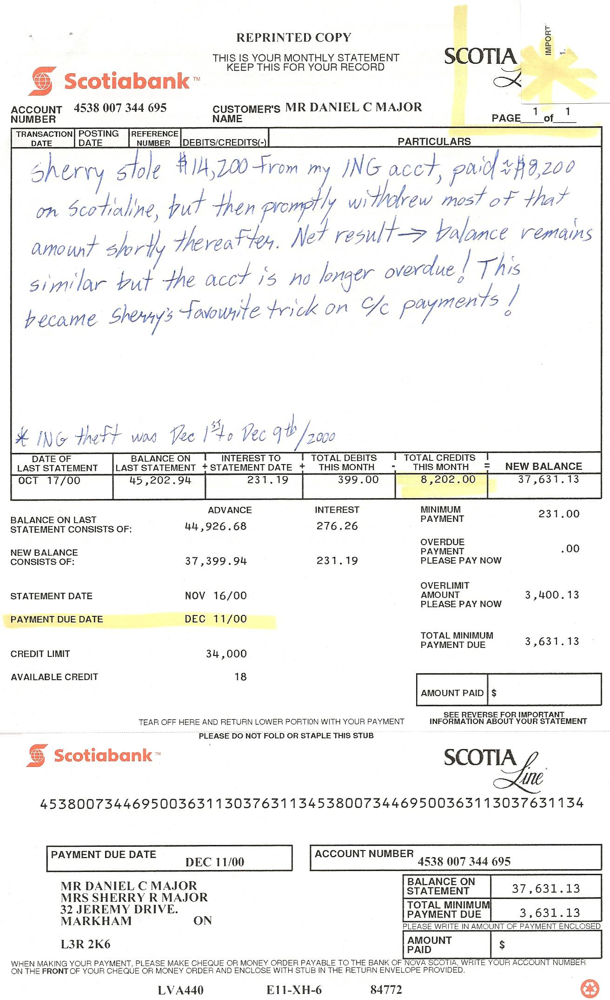 REPRINTED COPY
THIS IS YOUR MONTHLY STATEMENT
KEEP THIS FOR YOUR RECORD
SCOTIA
IMPORT
1.
Scotiabank™
ACCOUNT NUMBER 4538 007 344 695
CUSTOMER'S NAME MR DANIEL C MAJOR
PAGE 1 of 1
TRANSACTION DATE POSTING DATE REFERENCE NUMBER DEBITS/CREDITS(-) PARTICULARS
Sherry stole $14,200 from my ING acct, paid ≈ $8,200
on Scotialine, but then promptly withdrew most of that
amount shortly thereafter. Net result → balance remains
similar but the acct is no longer overdue! This
became Sherry's favourite trick on c/c payments!
* ING theft was Dec 1st to Dec 9th/2000
DATE OF LAST STATEMENT BALANCE ON LAST STATEMENT + INTEREST TO STATEMENT DATE + TOTAL DEBITS THIS MONTH - TOTAL CREDITS THIS MONTH = NEW BALANCE
OCT 17/00 45,202.94 231.19 399.00 8,202.00 37,631.13
ADVANCE INTEREST
BALANCE ON LAST STATEMENT CONSISTS OF: 44,926.68 276.26
MINIMUM PAYMENT 231.00
NEW BALANCE CONSISTS OF: 37,399.94 231.19
OVERDUE PAYMENT PLEASE PAY NOW .00
STATEMENT DATE NOV 16/00
OVERLIMIT AMOUNT PLEASE PAY NOW 3,400.13
PAYMENT DUE DATE DEC 11/00
TOTAL MINIMUM PAYMENT DUE 3,631.13
CREDIT LIMIT 34,000
AVAILABLE CREDIT 18
AMOUNT PAID $
SEE REVERSE FOR IMPORTANT
INFORMATION ABOUT YOUR STATEMENT
TEAR OFF HERE AND RETURN LOWER PORTION WITH YOUR PAYMENT
PLEASE DO NOT FOLD OR STAPLE THIS STUB
Scotiabank™
SCOTIA
Line
453800734469500363113037631134538007344695003631130376311​34
PAYMENT DUE DATE DEC 11/00
ACCOUNT NUMBER 4538 007 344 695
MR DANIEL C MAJOR
MRS SHERRY R MAJOR
32 JEREMY DRIVE.
MARKHAM ON
L3R 2K6
BALANCE ON STATEMENT 37,631.13
TOTAL MINIMUM PAYMENT DUE 3,631.13
PLEASE WRITE IN AMOUNT OF PAYMENT ENCLOSED
AMOUNT PAID $
WHEN MAKING YOUR PAYMENT, PLEASE MAKE CHEQUE OR MONEY ORDER PAYABLE TO THE BANK OF NOVA SCOTIA, WRITE YOUR ACCOUNT NUMBER
ON THE FRONT OF YOUR CHEQUE OR MONEY ORDER AND ENCLOSE WITH STUB IN THE RETURN ENVELOPE PROVIDED.
LVA440 E11-XH-6 84772